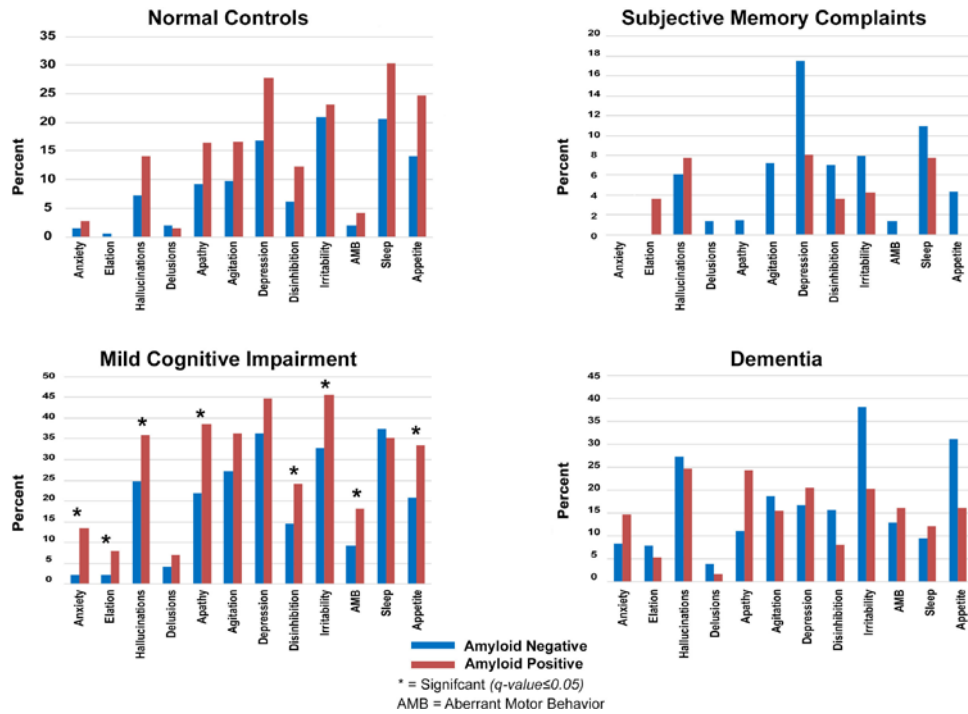 Normal Controls
Percent
35
30
25
20
15
10
5
0
Anxiety
Elation
Hallucinations
Delusions
Apathy
Agitation
Depression
Disinhibition
Irritability
AMB
Sleep
Appetite
Subjective Memory Complaints
Percent
20
18
16
14
12
10
8
6
4
2
0
Anxiety
Elation
Hallucinations
Delusions
Apathy
Agitation
Depression
Disinhibition
Irritability
AMB
Sleep
Appetite
Mild Cognitive Impairment
Percent
50
45
40
35
30
25
20
15
10
5
0
*
*
*
*
*
*
*
*
Anxiety
Elation
Hallucinations
Delusions
Apathy
Agitation
Depression
Disinhibition
Irritability
AMB
Sleep
Appetite
Dementia
Percent
45
40
35
30
25
20
15
10
5
0
Anxiety
Elation
Hallucinations
Delusions
Apathy
Agitation
Depression
Disinhibition
Irritability
AMB
Sleep
Appetite
Amyloid Negative
Amyloid Positive
* = Signifcant (q-value≤0.05)
AMB = Aberrant Motor Behavior